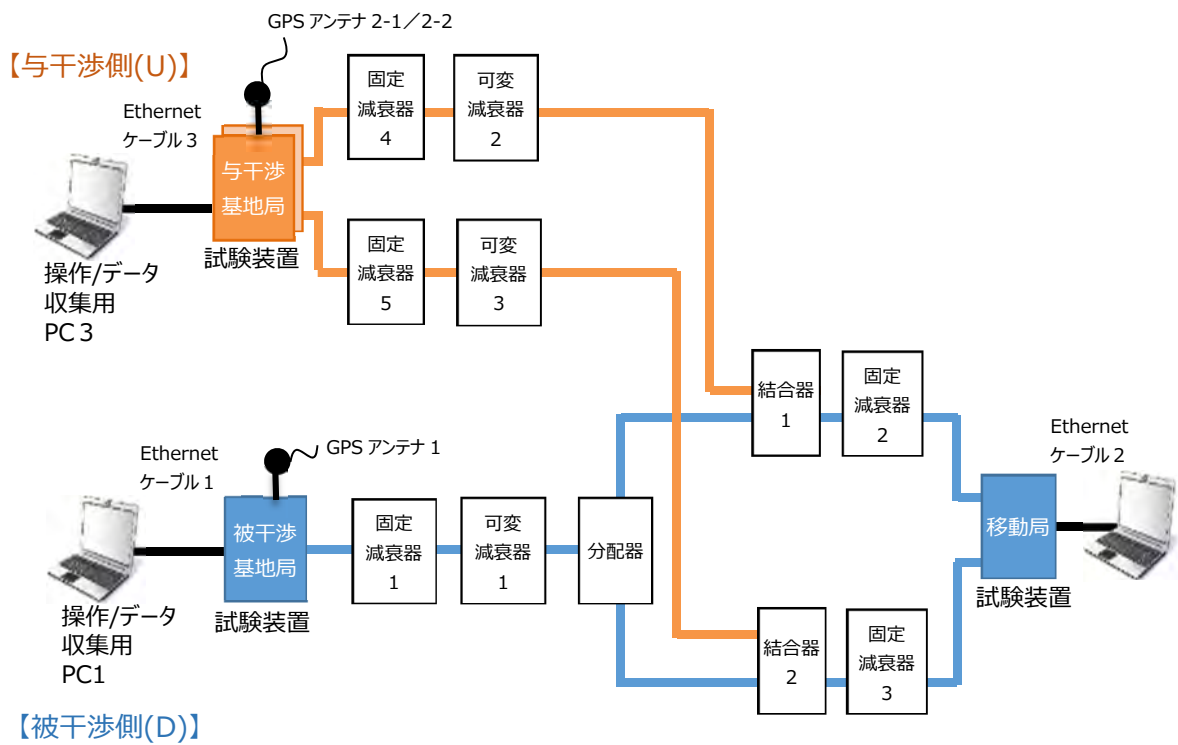 GPS アンテナ 2-1／2-2
【与干渉側(U)】
Ethernet
ケーブル 3
与干渉
基地局
試験装置
操作/データ
収集用
PC３
固定
減衰器
4
可変
減衰器
2
固定
減衰器
5
可変
減衰器
3
結合器
1
固定
減衰器
2
Ethernet
ケーブル 2
移動局
試験装置
GPS アンテナ 1
Ethernet
ケーブル 1
被干渉
基地局
試験装置
操作/データ
収集用
PC1
固定
減衰器
1
可変
減衰器
1
分配器
結合器
2
固定
減衰器
3
【被干渉側(D)】